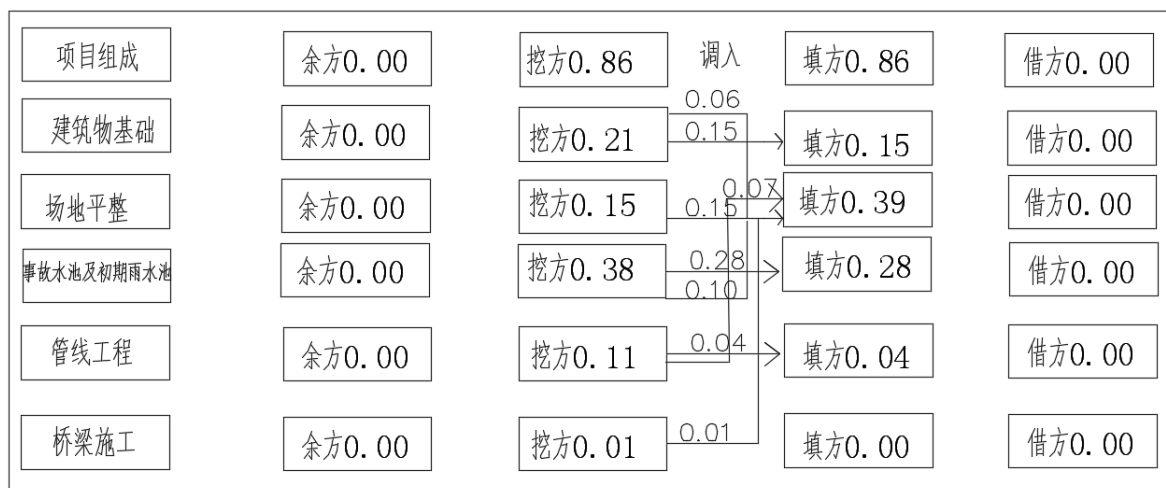 项目组成 余方0.00 挖方0.86 调入 填方0.86 借方0.00
0.06
建筑物基础 余方0.00 挖方0.21 0.15 填方0.15 借方0.00
0.07
场地平整 余方0.00 挖方0.15 0.15 填方0.39 借方0.00
事故水池及初期雨水池 余方0.00 挖方0.38 0.28 填方0.28 借方0.00
0.10
管线工程 余方0.00 挖方0.11 0.04 填方0.04 借方0.00
桥梁施工 余方0.00 挖方0.01 0.01 填方0.00 借方0.00